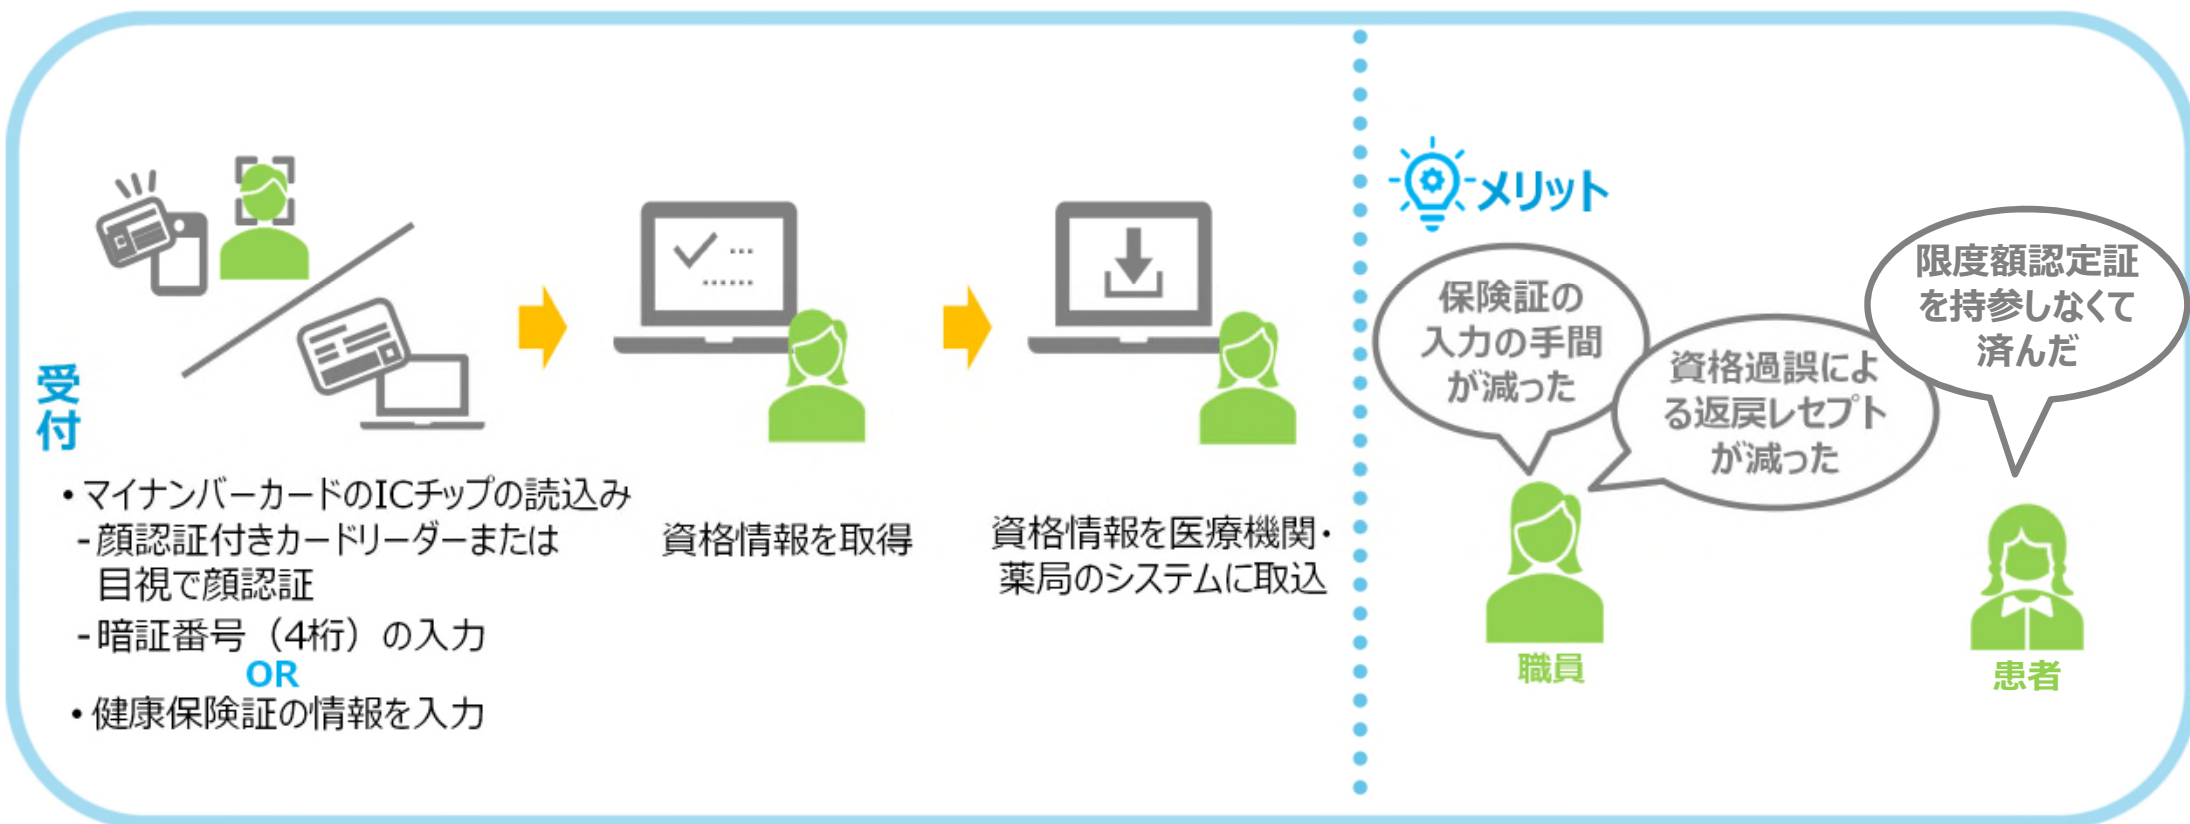 受付
・マイナンバーカードのICチップの読込み
-顔認証付きカードリーダーまたは
目視で顔認証
-暗証番号（4桁）の入力
OR
・健康保険証の情報を入力
資格情報を取得
資格情報を医療機関・
薬局のシステムに取込
メリット
保険証の
入力の手間
が減った
資格過誤によ
る返戻レセプト
が減った
限度額認定証
を持参しなくて
済んだ
職員
患者